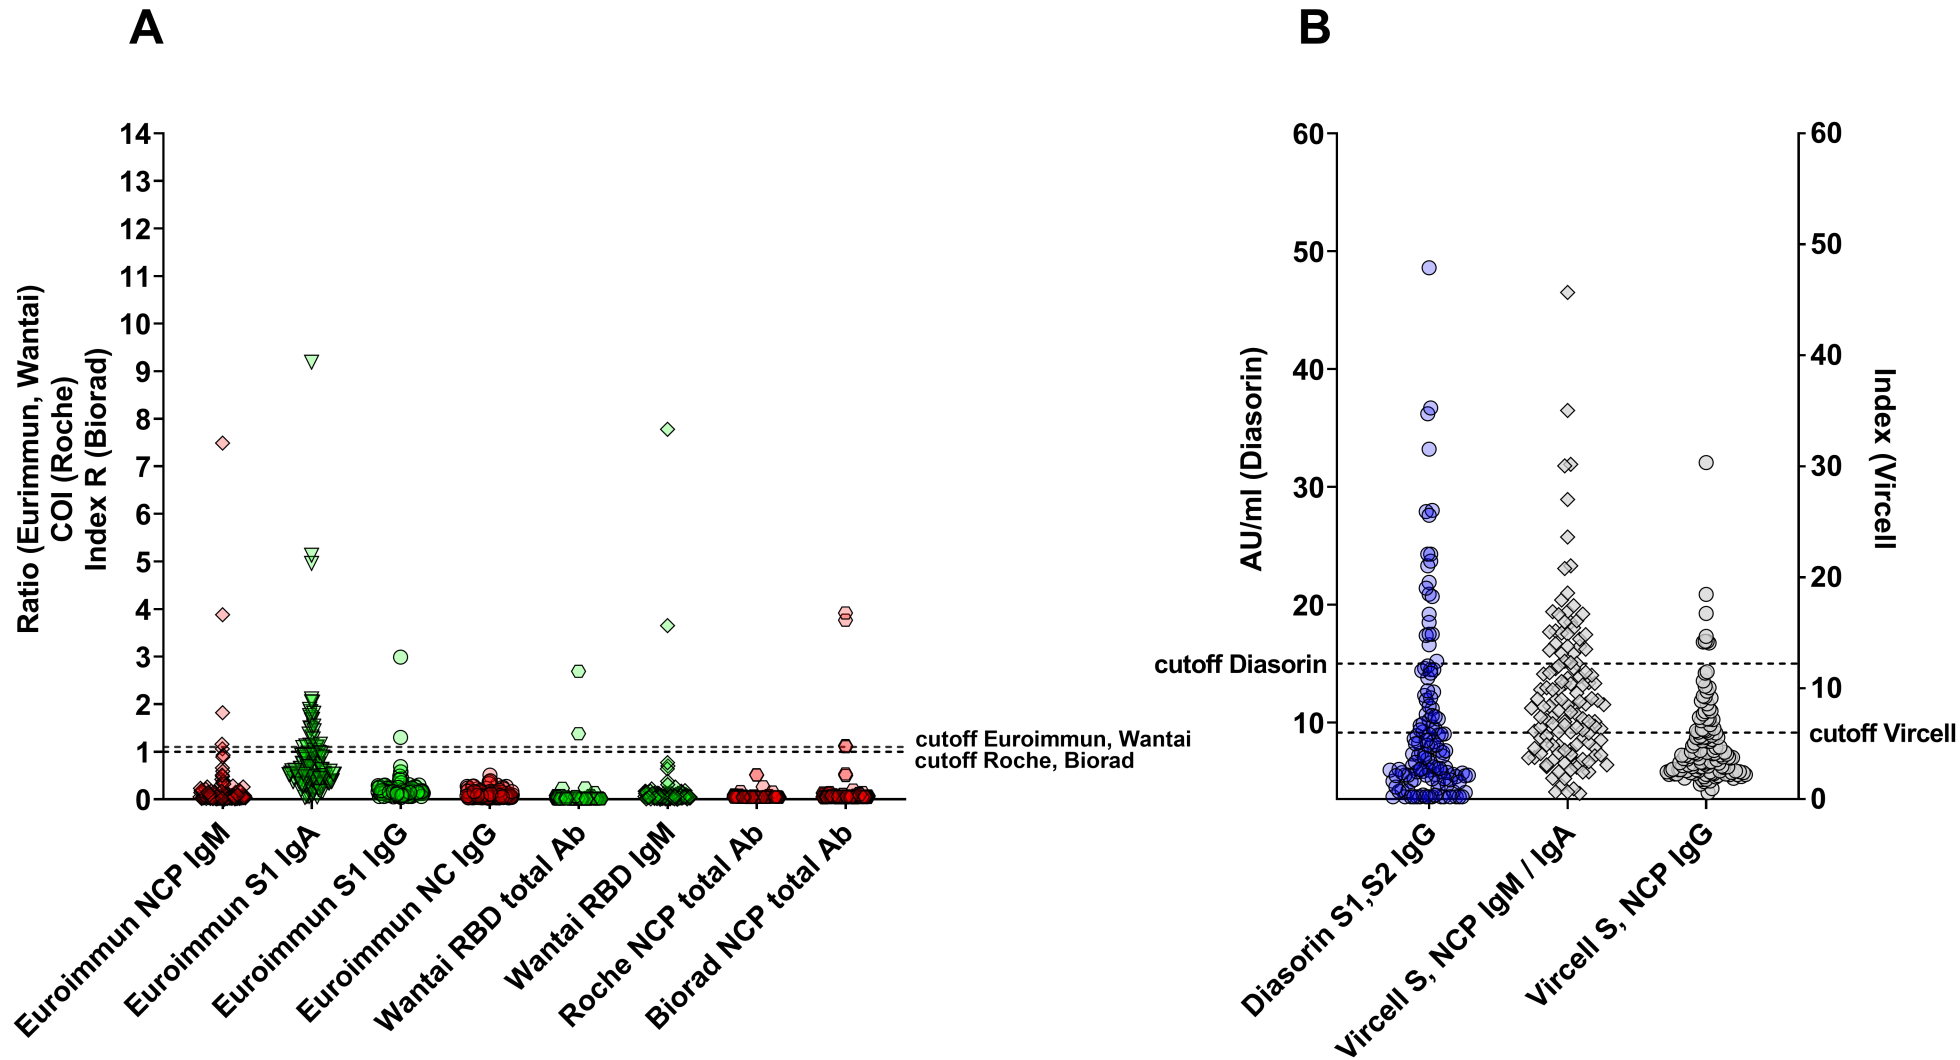 A
B
Ratio (Eurimmun, Wantai)
COI (Roche)
Index R (Biorad)
14
13
12
11
10
9
8
7
6
5
4
3
2
1
0
cutoff Euroimmun, Wantai
cutoff Roche, Biorad
Euroimmun NCP IgM
Euroimmun S1 IgA
Euroimmun S1 IgG
Euroimmun NC IgG
Wantai RBD total Ab
Wantai RBD IgM
Roche NCP total Ab
Biorad NCP total Ab
AU/ml (Diasorin)
60
50
40
30
20
10
cutoff Diasorin
60
50
40
30
20
10
0
cutoff Vircell
Index (Vircell
Diasorin S1,S2 IgG
Vircell S, NCP IgM / IgA
Vircell S, NCP IgG